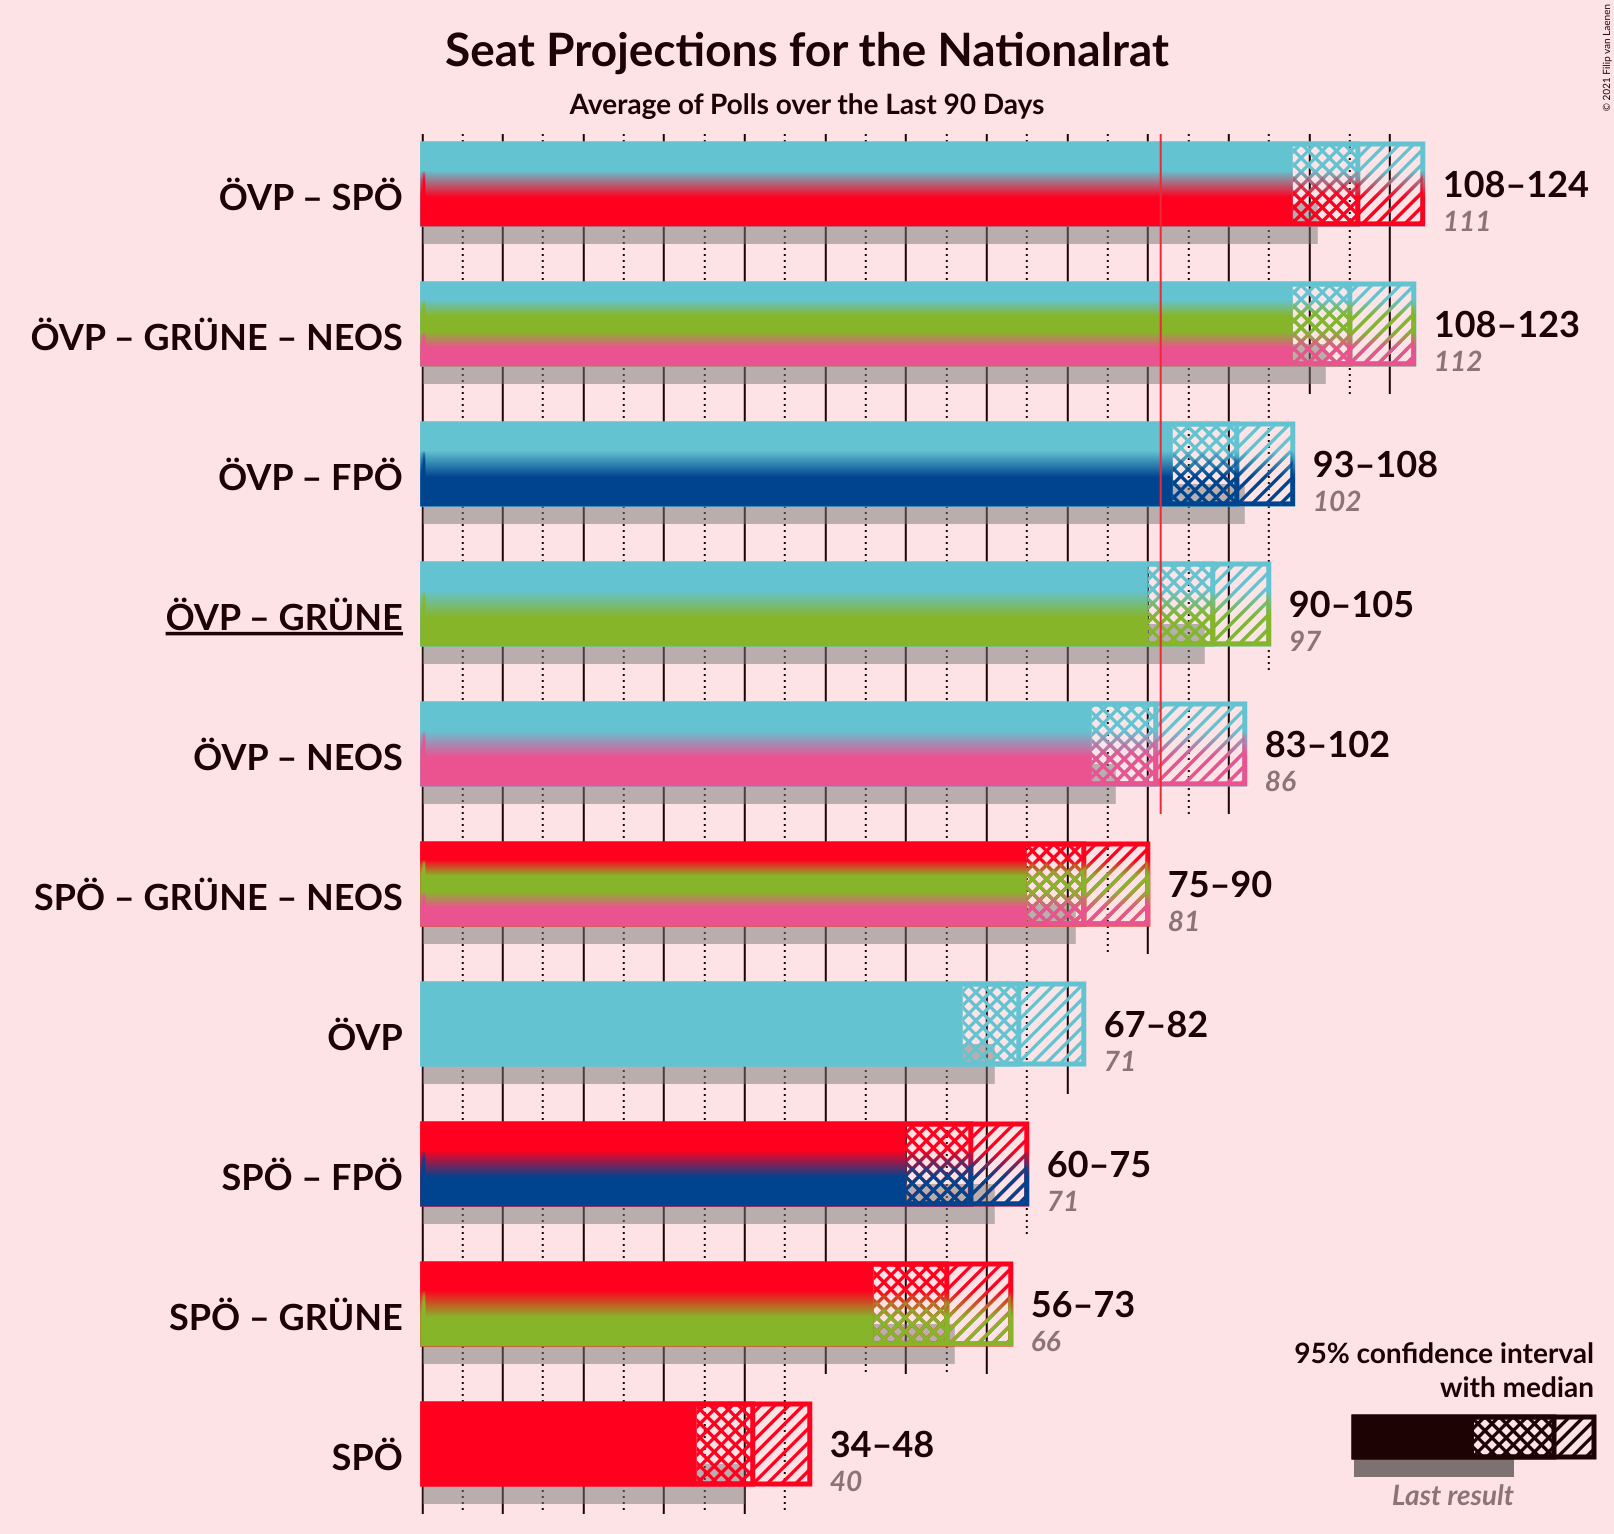 Seat Projections for the Nationalrat
Average of Polls over the Last 90 Days
© 2021 Filip van Laenen
ÖVP – SPÖ
108–124
111
ÖVP – GRÜNE – NEOS
108–123
112
ÖVP – FPÖ
93–108
102
ÖVP – GRÜNE
90–105
97
ÖVP – NEOS
83–102
86
SPÖ – GRÜNE – NEOS
75–90
81
ÖVP
67–82
71
SPÖ – FPÖ
60–75
71
SPÖ – GRÜNE
56–73
66
SPÖ
34–48
40
95% confidence interval
with median
Last result